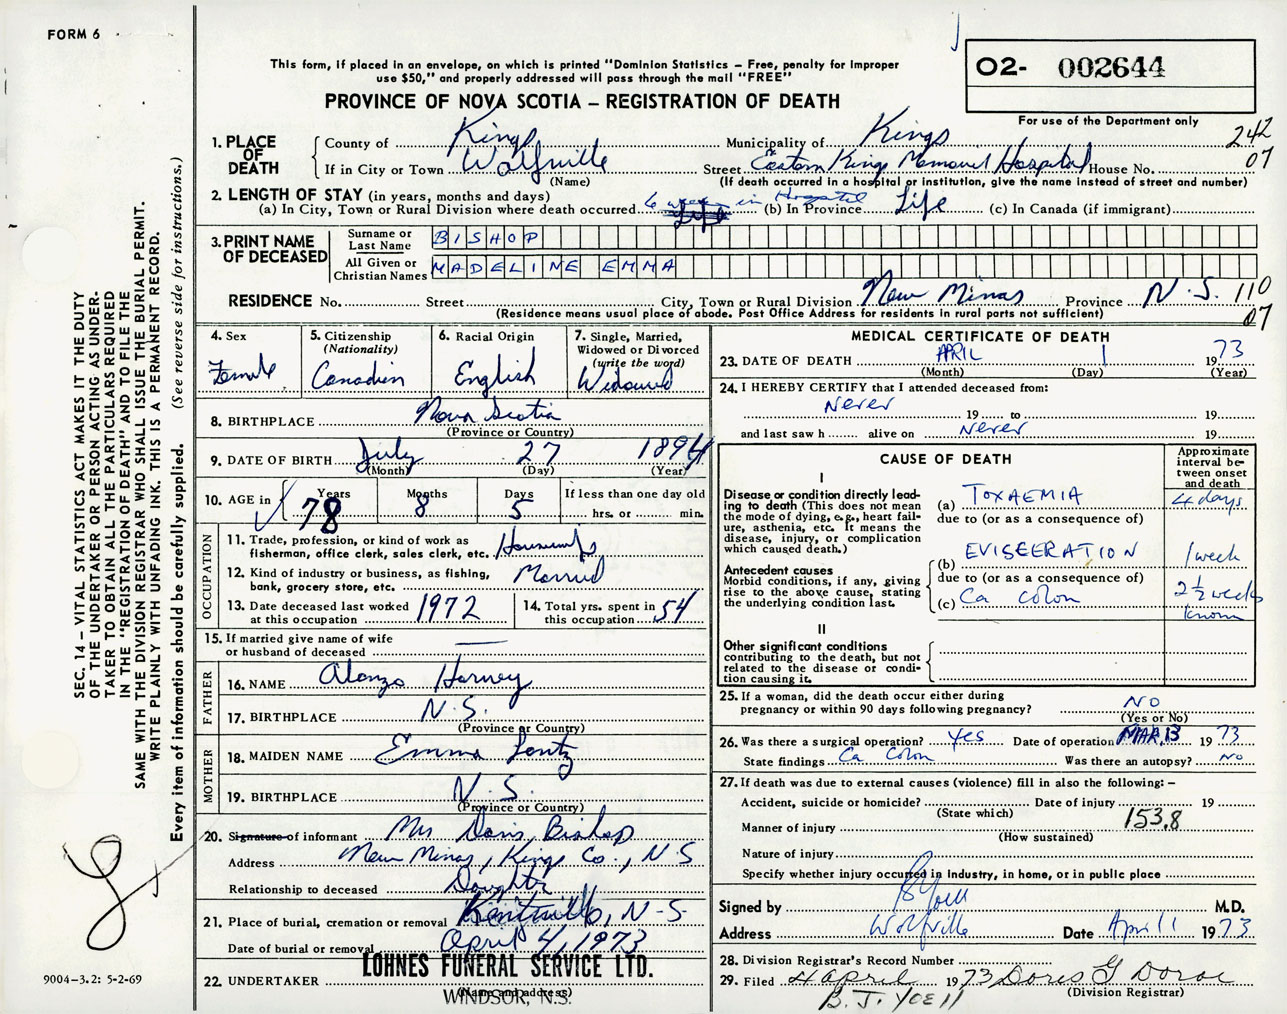 FORM 6
This form, if placed in an envelope, on which is printed "Dominion Statistics – Free, penalty for improper
use $50," and properly addressed will pass through the mail "FREE"
PROVINCE OF NOVA SCOTIA – REGISTRATION OF DEATH
O2- 002644
For use of the Department only
242
07
1. PLACE OF DEATH
County of Kings Municipality of Kings
If in City or Town Wolfville Street Eastern Kings Memorial Hospital House No.
(Name) (If death occurred in a hospital or institution, give the name instead of street and number)
2. LENGTH OF STAY (in years, months and days)
(a) In City, Town or Rural Division where death occurred 6 weeks in Hospital (b) In Province Life (c) In Canada (if immigrant)
3. PRINT NAME OF DECEASED
Surname or Last Name BISHOP
All Given or Christian Names MADELINE EMMA
RESIDENCE No. Street City, Town or Rural Division New Minas Province N.S. 110
07
(Residence means usual place of abode. Post Office Address for residents in rural parts not sufficient)
4. Sex Female
5. Citizenship (Nationality) Canadian
6. Racial Origin English
7. Single, Married, Widowed or Divorced (write the word) Widowed
8. BIRTHPLACE Nova Scotia
(Province or Country)
9. DATE OF BIRTH July 27 1894
(Month) (Day) (Year)
10. AGE in Years 78 Months 8 Days 5 If less than one day old hrs. or min.
OCCUPATION
11. Trade, profession, or kind of work as
fisherman, office clerk, sales clerk, etc. Housewife
12. Kind of industry or business, as fishing,
bank, grocery store, etc. Married
13. Date deceased last worked at this occupation 1972
14. Total yrs. spent in this occupation 54
15. If married give name of wife
or husband of deceased —
FATHER
16. NAME Alonzo Harvey
17. BIRTHPLACE N.S.
(Province or Country)
MOTHER
18. MAIDEN NAME Emma Lantz
19. BIRTHPLACE N.S.
(Province or Country)
20. Signature of informant Mrs Doris Bishop
Address New Minas, Kings Co., N.S
Relationship to deceased Daughter
21. Place of burial, cremation or removal Kentville, N-S
Date of burial or removal April 4, 1973
22. UNDERTAKER LOHNES FUNERAL SERVICE LTD.
(Name and address)
WINDSOR, N.S.
MEDICAL CERTIFICATE OF DEATH
23. DATE OF DEATH APRIL 1 1973
(Month) (Day) (Year)
24. I HEREBY CERTIFY that I attended deceased from:
Never 19 to 19
and last saw h alive on Never 19
CAUSE OF DEATH
Approximate interval between onset and death
I
Disease or condition directly lead-
ing to death (This does not
mean the mode of dying, e.g., heart fail-
ure, asthenia, etc. It means the
disease, injury, or complication
which caused death.)
(a) TOXAEMIA 4 days
due to (or as a consequence of)
Antecedent causes
Morbid conditions, if any, giving
rise to the above cause, stating
the underlying condition last.
(b) EVISCERATION 1 week
due to (or as a consequence of)
(c) Ca colon 2 1/2 weeks
known
II
Other significant conditions
contributing to the death, but not
related to the disease or condi-
tion causing it.
25. If a woman, did the death occur either during
pregnancy or within 90 days following pregnancy? NO
(Yes or No)
26. Was there a surgical operation? yes Date of operation MAR. 13 1973
State findings Ca Colon Was there an autopsy? NO
27. If death was due to external causes (violence) fill in also the following: –
Accident, suicide or homicide? Date of injury 19
(State which)
Manner of injury 153.8
(How sustained)
Nature of injury
Specify whether injury occurred in industry, in home, or in public place
Signed by BJYoell M.D.
Address Wolfville Date April 1 1973
28. Division Registrar's Record Number
29. Filed 4 April 1973 Doris G
(Division Registrar)
B. J. YOELL
SEC. 14 – VITAL STATISTICS ACT MAKES IT THE DUTY
OF THE UNDERTAKER OR PERSON ACTING AS UNDER-
TAKER TO OBTAIN ALL THE PARTICULARS REQUIRED
IN THE "REGISTRATION OF DEATH" AND TO FILE THE
SAME WITH THE DIVISION REGISTRAR WHO SHALL ISSUE THE BURIAL PERMIT.
WRITE PLAINLY WITH UNFADING INK. THIS IS A PERMANENT RECORD.
Every item of information should be carefully supplied. (See reverse side for instructions.)
9004-3.2: 5-2-69